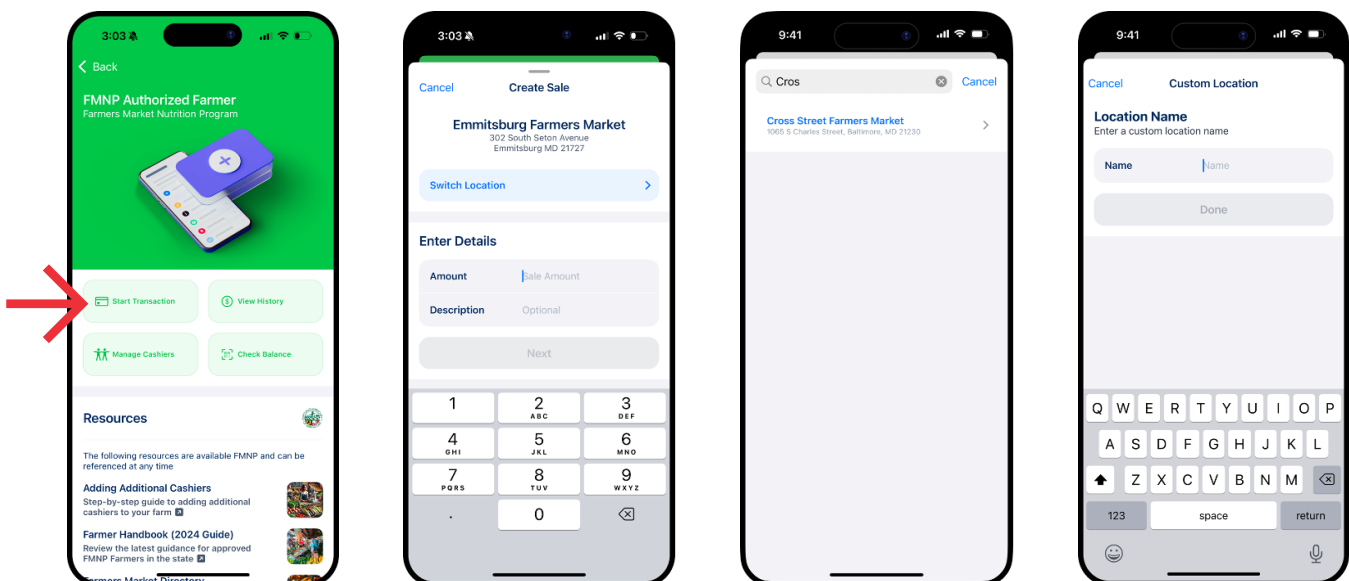 3:03
Back
FMNP Authorized Farmer
Farmers Market Nutrition Program
Start Transaction
View History
Manage Cashiers
Check Balance
Resources
The following resources are available FMNP and can be
referenced at any time
Adding Additional Cashiers
Step-by-step guide to adding additional
cashiers to your farm
Farmer Handbook (2024 Guide)
Review the latest guidance for approved
FMNP Farmers in the state
Farmers Market Directory
3:03
Cancel
Create Sale
Emmitsburg Farmers Market
302 South Seton Avenue
Emmitsburg MD 21727
Switch Location
Enter Details
Amount
Sale Amount
Description
Optional
Next
1
2
ABC
3
DEF
4
GHI
5
JKL
6
MNO
7
PQRS
8
TUV
9
WXYZ
.
0
9:41
Cros
Cancel
Cross Street Farmers Market
1065 S Charles Street, Baltimore, MD 21230
9:41
Cancel
Custom Location
Location Name
Enter a custom location name
Name
Name
Done
Q W E R T Y U I O P
A S D F G H J K L
Z X C V B N M
123
space
return